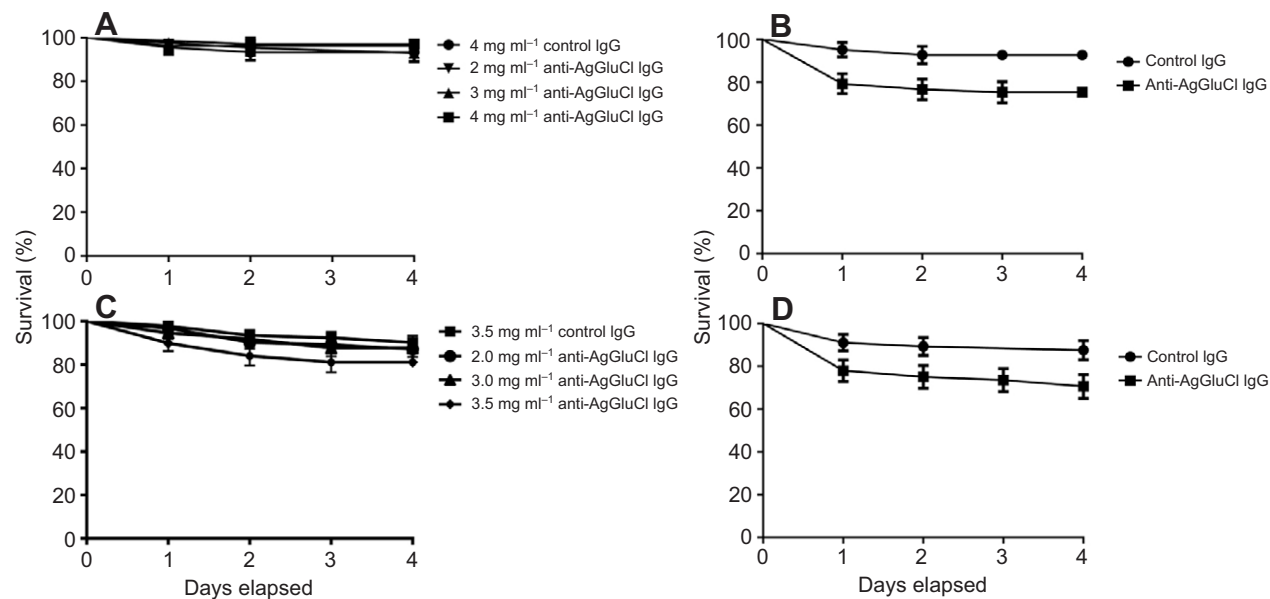 A
100
80
60
40
20
0
0 1 2 3 4
4 mg ml⁻¹ control IgG
2 mg ml⁻¹ anti-AgGluCl IgG
3 mg ml⁻¹ anti-AgGluCl IgG
4 mg ml⁻¹ anti-AgGluCl IgG
B
100
80
60
40
20
0
0 1 2 3 4
Control IgG
Anti-AgGluCl IgG
Survival (%)
Survival (%)
C
100
80
60
40
20
0
0 1 2 3 4
Days elapsed
3.5 mg ml⁻¹ control IgG
2.0 mg ml⁻¹ anti-AgGluCl IgG
3.0 mg ml⁻¹ anti-AgGluCl IgG
3.5 mg ml⁻¹ anti-AgGluCl IgG
D
100
80
60
40
20
0
0 1 2 3 4
Days elapsed
Control IgG
Anti-AgGluCl IgG